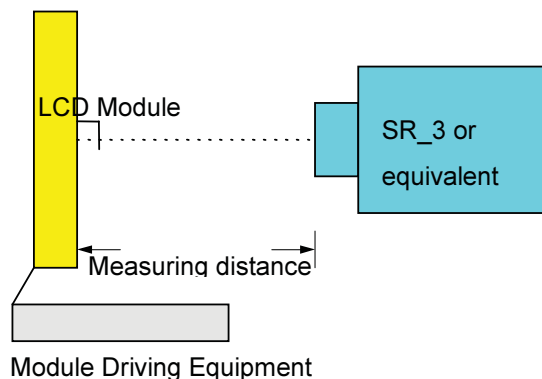 LCD Module
SR_3 or
equivalent
Measuring distance
Module Driving Equipment